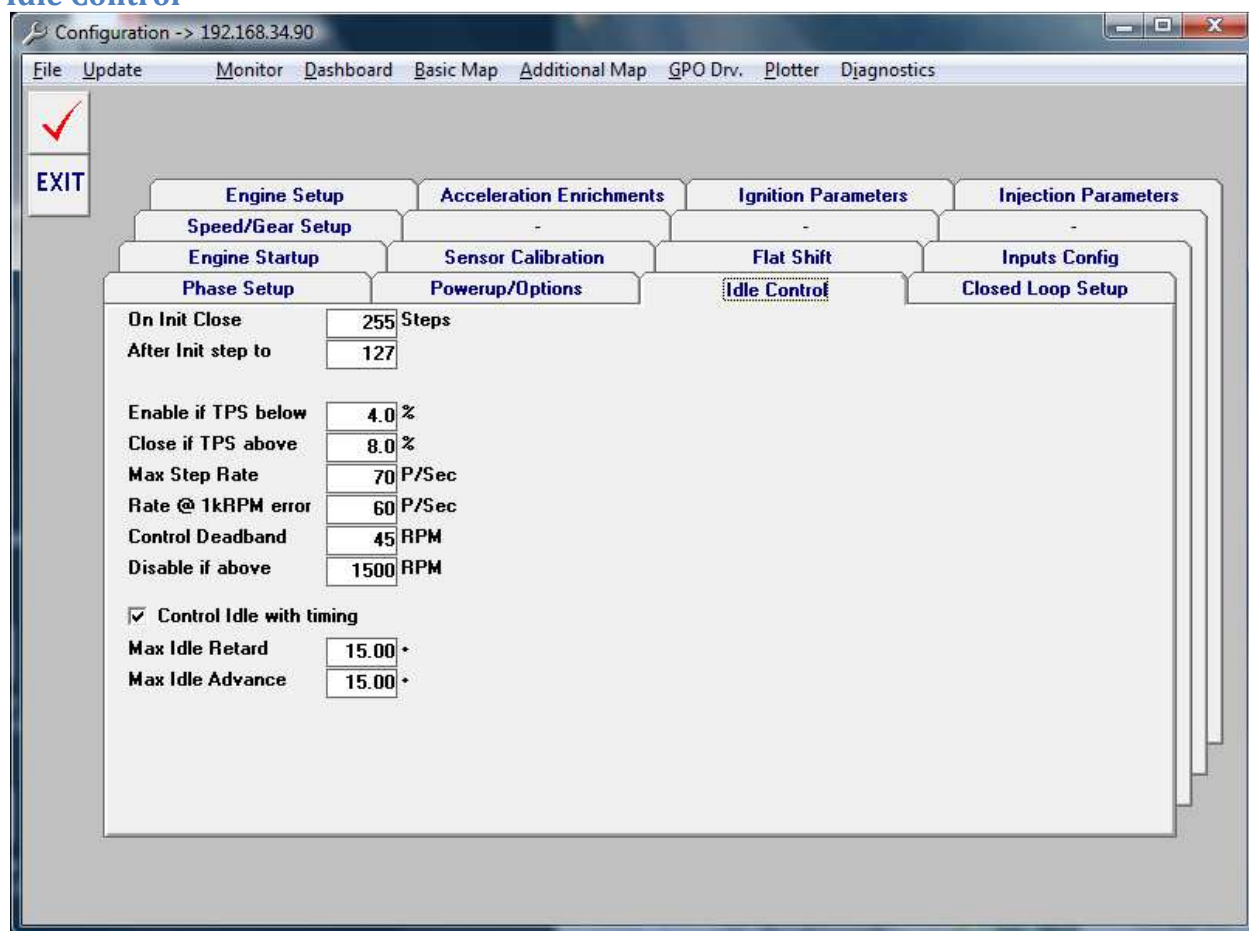 Idle Control
Configuration -> 192.168.34.90
File Update Monitor Dashboard Basic Map Additional Map GPO Drv. Plotter Diagnostics
EXIT
Engine Setup Acceleration Enrichments Ignition Parameters Injection Parameters
Speed/Gear Setup - - -
Engine Startup Sensor Calibration Flat Shift Inputs Config
Phase Setup Powerup/Options Idle Control Closed Loop Setup
On Init Close 255 Steps
After Init step to 127
Enable if TPS below 4.0 %
Close if TPS above 8.0 %
Max Step Rate 70 P/Sec
Rate @ 1kRPM error 60 P/Sec
Control Deadband 45 RPM
Disable if above 1500 RPM
Control Idle with timing
Max Idle Retard 15.00 °
Max Idle Advance 15.00 °